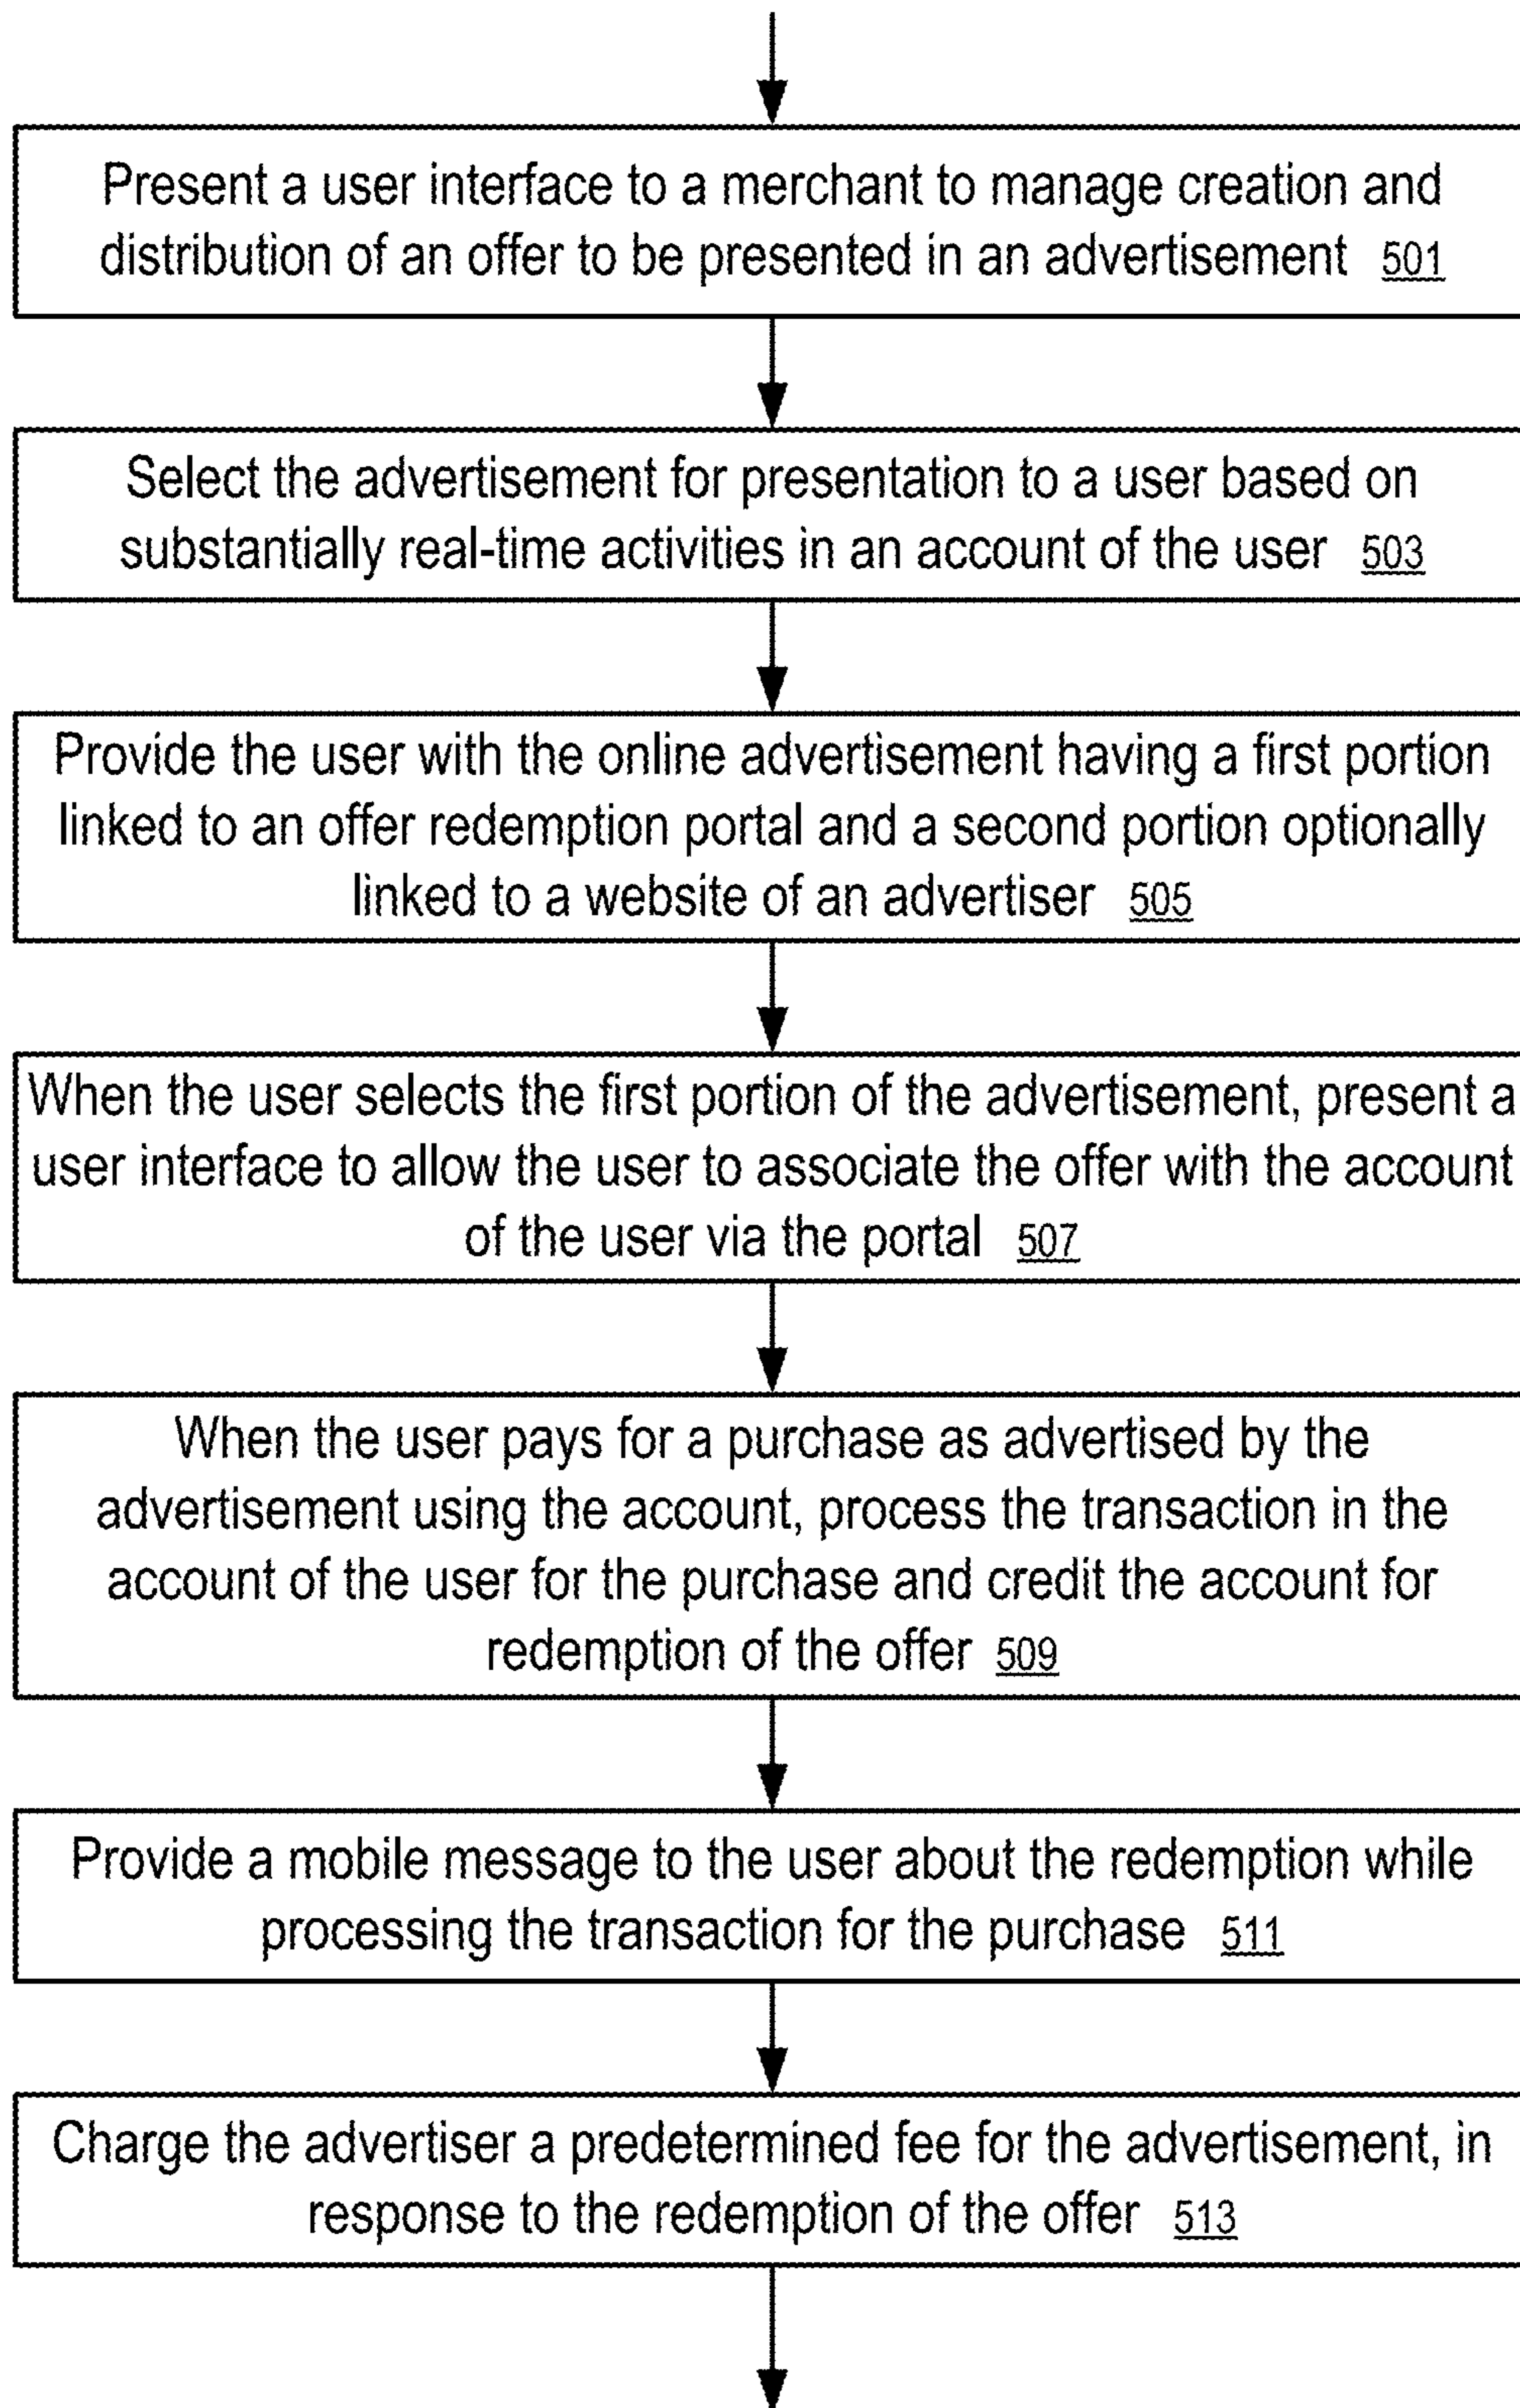 Present a user interface to a merchant to manage creation and
distribution of an offer to be presented in an advertisement 501
Select the advertisement for presentation to a user based on
substantially real-time activities in an account of the user 503
Provide the user with the online advertisement having a first portion
linked to an offer redemption portal and a second portion optionally
linked to a website of an advertiser 505
When the user selects the first portion of the advertisement, present a
user interface to allow the user to associate the offer with the account
of the user via the portal 507
When the user pays for a purchase as advertised by the
advertisement using the account, process the transaction in the
account of the user for the purchase and credit the account for
redemption of the offer 509
Provide a mobile message to the user about the redemption while
processing the transaction for the purchase 511
Charge the advertiser a predetermined fee for the advertisement, in
response to the redemption of the offer 513